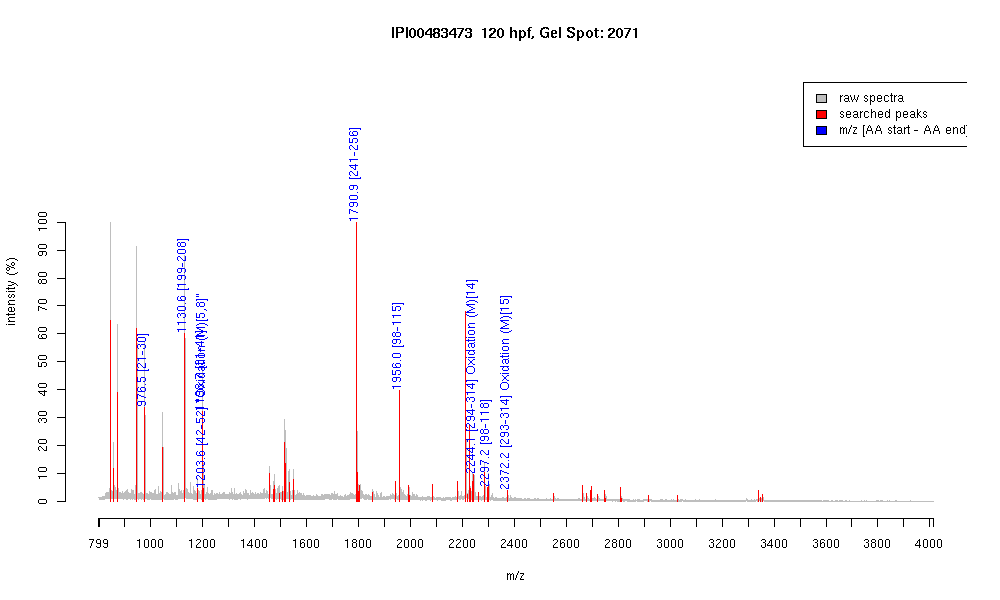 IPI00483473 120 hpf, Gel Spot: 2071
raw spectra
searched peaks
m/z [AA start - AA end]
1790.9 [241-256]
1130.6 [199-208]
976.5 [21-30]
1203.6 [42-52] Oxidation (M)[5,8]"
1956.0 [98-115]
2244.1 [294-314] Oxidation (M)[14]
2297.2 [98-118]
2372.2 [293-314] Oxidation (M)[15]
intensity (%)
100
90
80
70
60
50
40
30
20
10
0
799 1000 1200 1400 1600 1800 2000 2200 2400 2600 2800 3000 3200 3400 3600 3800 4000
m/z